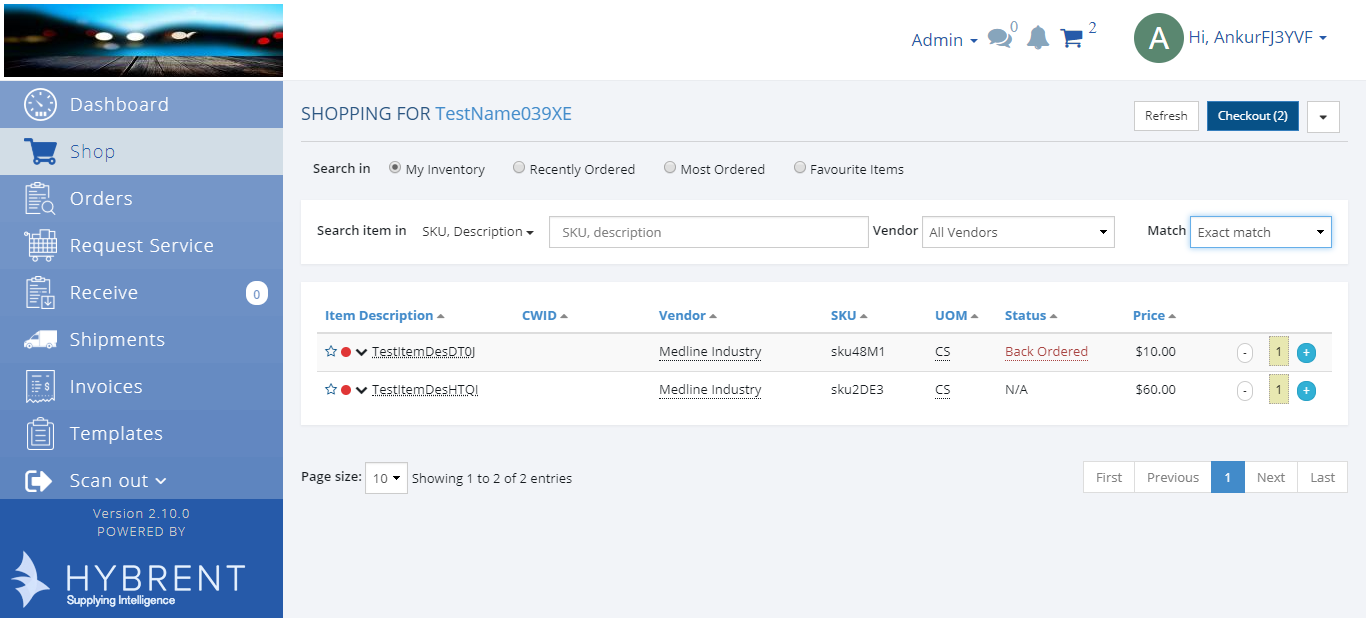 Admin 0 2 A Hi, AnkurFJ3YVF
Dashboard
Shop
Orders
Request Service
Receive 0
Shipments
Invoices
Templates
Scan out
Version 2.10.0
POWERED BY
HYBRENT
Supplying Intelligence
SHOPPING FOR TestName039XE Refresh Checkout (2)
Search in My Inventory Recently Ordered Most Ordered Favourite Items
Search item in SKU, Description SKU, description Vendor All Vendors Match Exact match
Item Description CWID Vendor SKU UOM Status Price
TestItemDesDT0J Medline Industry sku48M1 CS Back Ordered $10.00 - 1 +
TestItemDesHTQI Medline Industry sku2DE3 CS N/A $60.00 - 1 +
Page size: 10 Showing 1 to 2 of 2 entries First Previous 1 Next Last